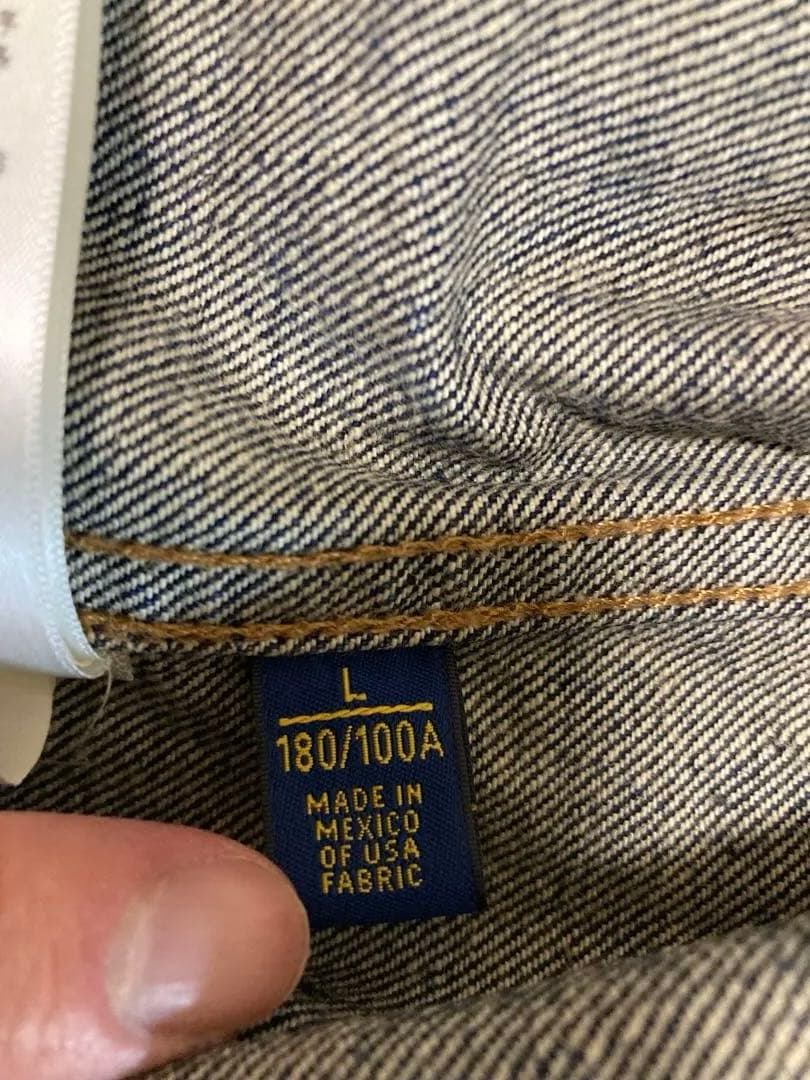 L
180/100A
MADE IN
MEXICO
OF USA
FABRIC